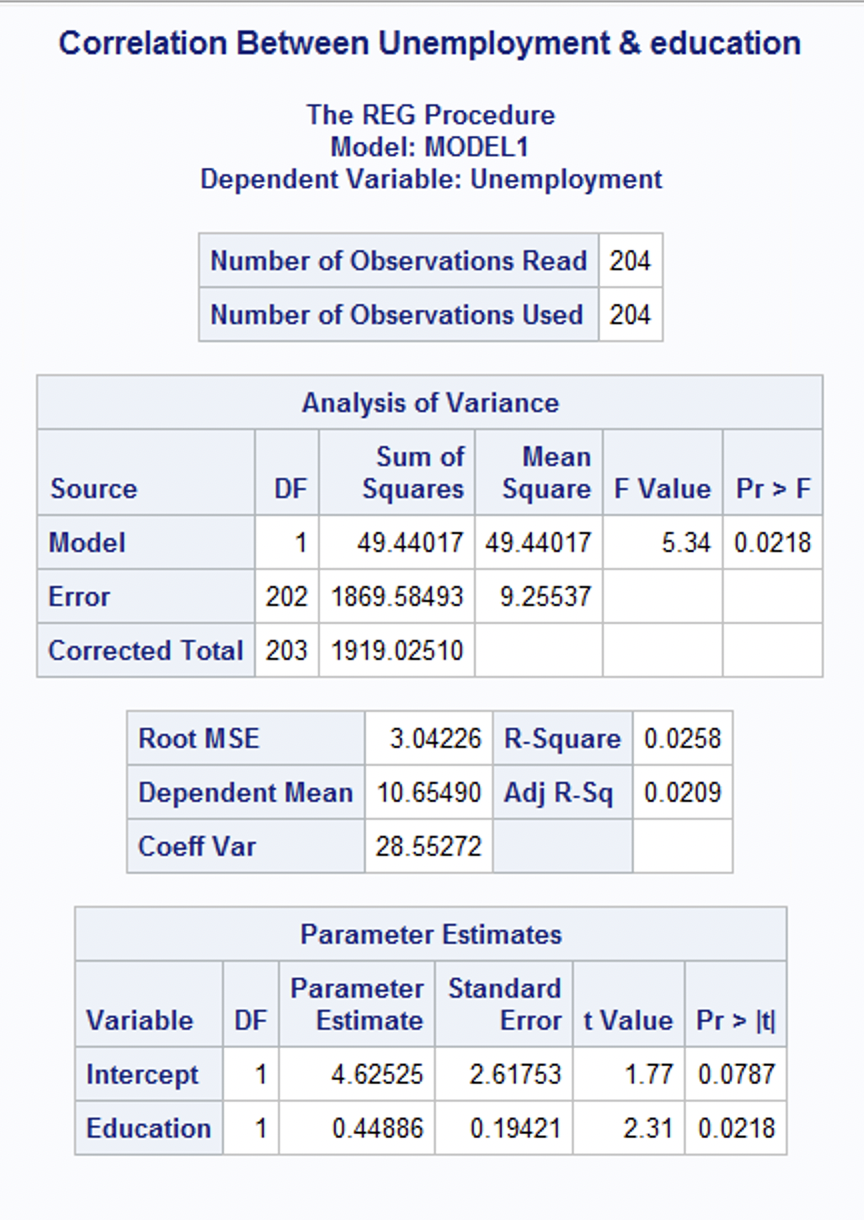 Correlation Between Unemployment & education
The REG Procedure
Model: MODEL1
Dependent Variable: Unemployment
Number of Observations Read 204
Number of Observations Used 204
Analysis of Variance
Source DF Sum of Squares Mean Square F Value Pr > F
Model 1 49.44017 49.44017 5.34 0.0218
Error 202 1869.58493 9.25537
Corrected Total 203 1919.02510
Root MSE 3.04226 R-Square 0.0258
Dependent Mean 10.65490 Adj R-Sq 0.0209
Coeff Var 28.55272
Parameter Estimates
Variable DF Parameter Estimate Standard Error t Value Pr > |t|
Intercept 1 4.62525 2.61753 1.77 0.0787
Education 1 0.44886 0.19421 2.31 0.0218